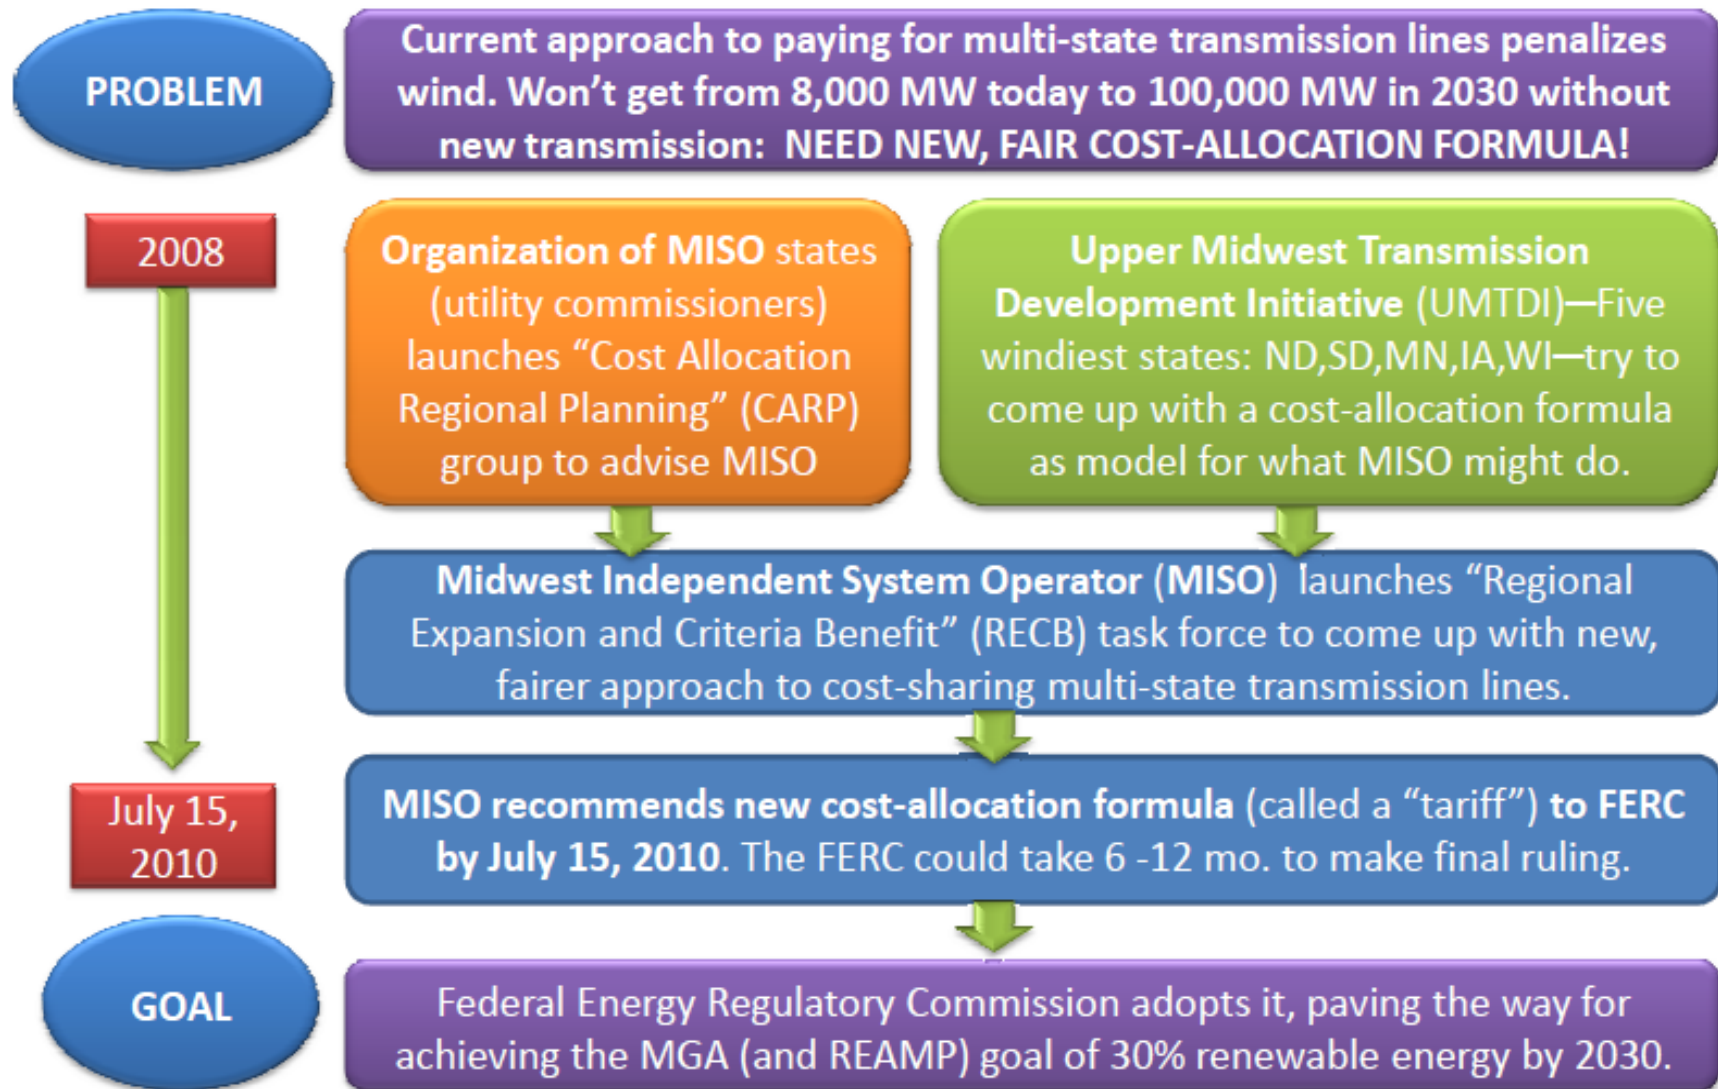 PROBLEM
Current approach to paying for multi-state transmission lines penalizes
wind. Won’t get from 8,000 MW today to 100,000 MW in 2030 without
new transmission:  NEED NEW, FAIR COST-ALLOCATION FORMULA!
2008
Organization of MISO states
(utility commissioners)
launches “Cost Allocation
Regional Planning” (CARP)
group to advise MISO
Upper Midwest Transmission
Development Initiative (UMTDI)—Five
windiest states: ND,SD,MN,IA,WI—try to
come up with a cost-allocation formula
as model for what MISO might do.
Midwest Independent System Operator (MISO)  launches “Regional
Expansion and Criteria Benefit” (RECB) task force to come up with new,
fairer approach to cost-sharing multi-state transmission lines.
July 15,
2010
MISO recommends new cost-allocation formula (called a “tariff”) to FERC
by July 15, 2010. The FERC could take 6 -12 mo. to make final ruling.
GOAL
Federal Energy Regulatory Commission adopts it, paving the way for
achieving the MGA (and REAMP) goal of 30% renewable energy by 2030.